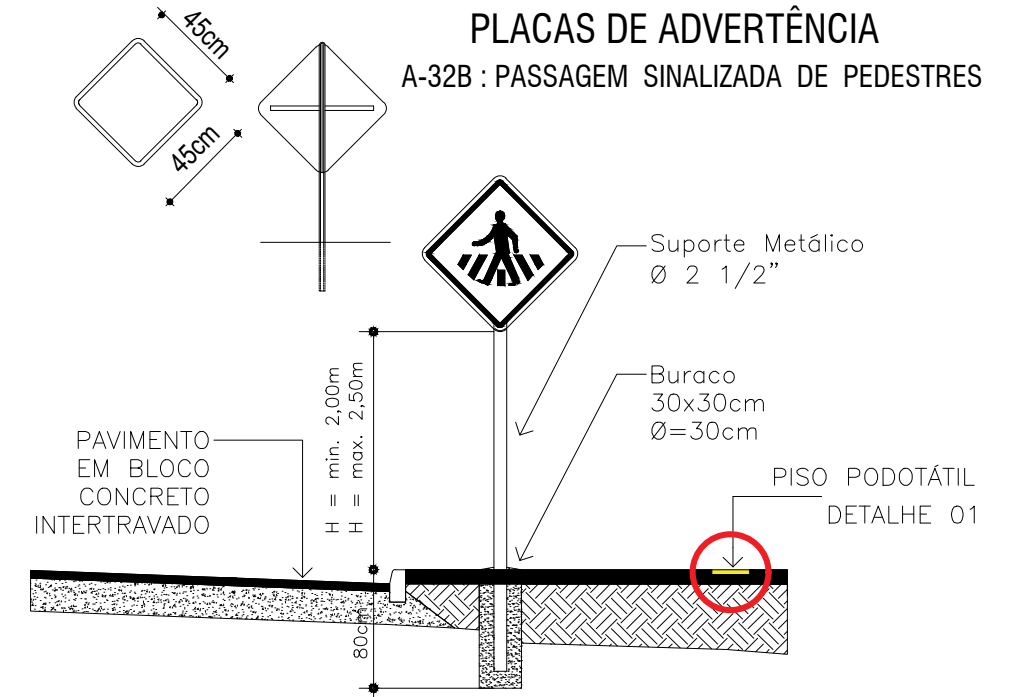 PLACAS DE ADVERTÊNCIA
A-32B : PASSAGEM SINALIZADA DE PEDESTRES
45cm
45cm
Suporte Metálico
Ø 2 1/2”
Buraco
30x30cm
Ø=30cm
H = min. 2,00m
H = max. 2,50m
PAVIMENTO
EM BLOCO
CONCRETO
INTERTRAVADO
PISO PODOTÁTIL
DETALHE 01
80cm